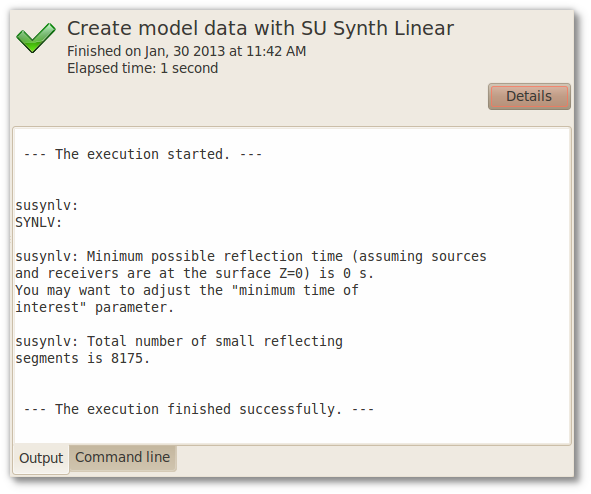 Create model data with SU Synth Linear
Finished on Jan, 30 2013 at 11:42 AM
Elapsed time: 1 second
Details
--- The execution started. ---
susynlv:
SYNLV:
susynlv: Minimum possible reflection time (assuming sources
and receivers are at the surface Z=0) is 0 s.
You may want to adjust the "minimum time of
interest" parameter.
susynlv: Total number of small reflecting
segments is 8175.
--- The execution finished successfully. ---
Output
Command line